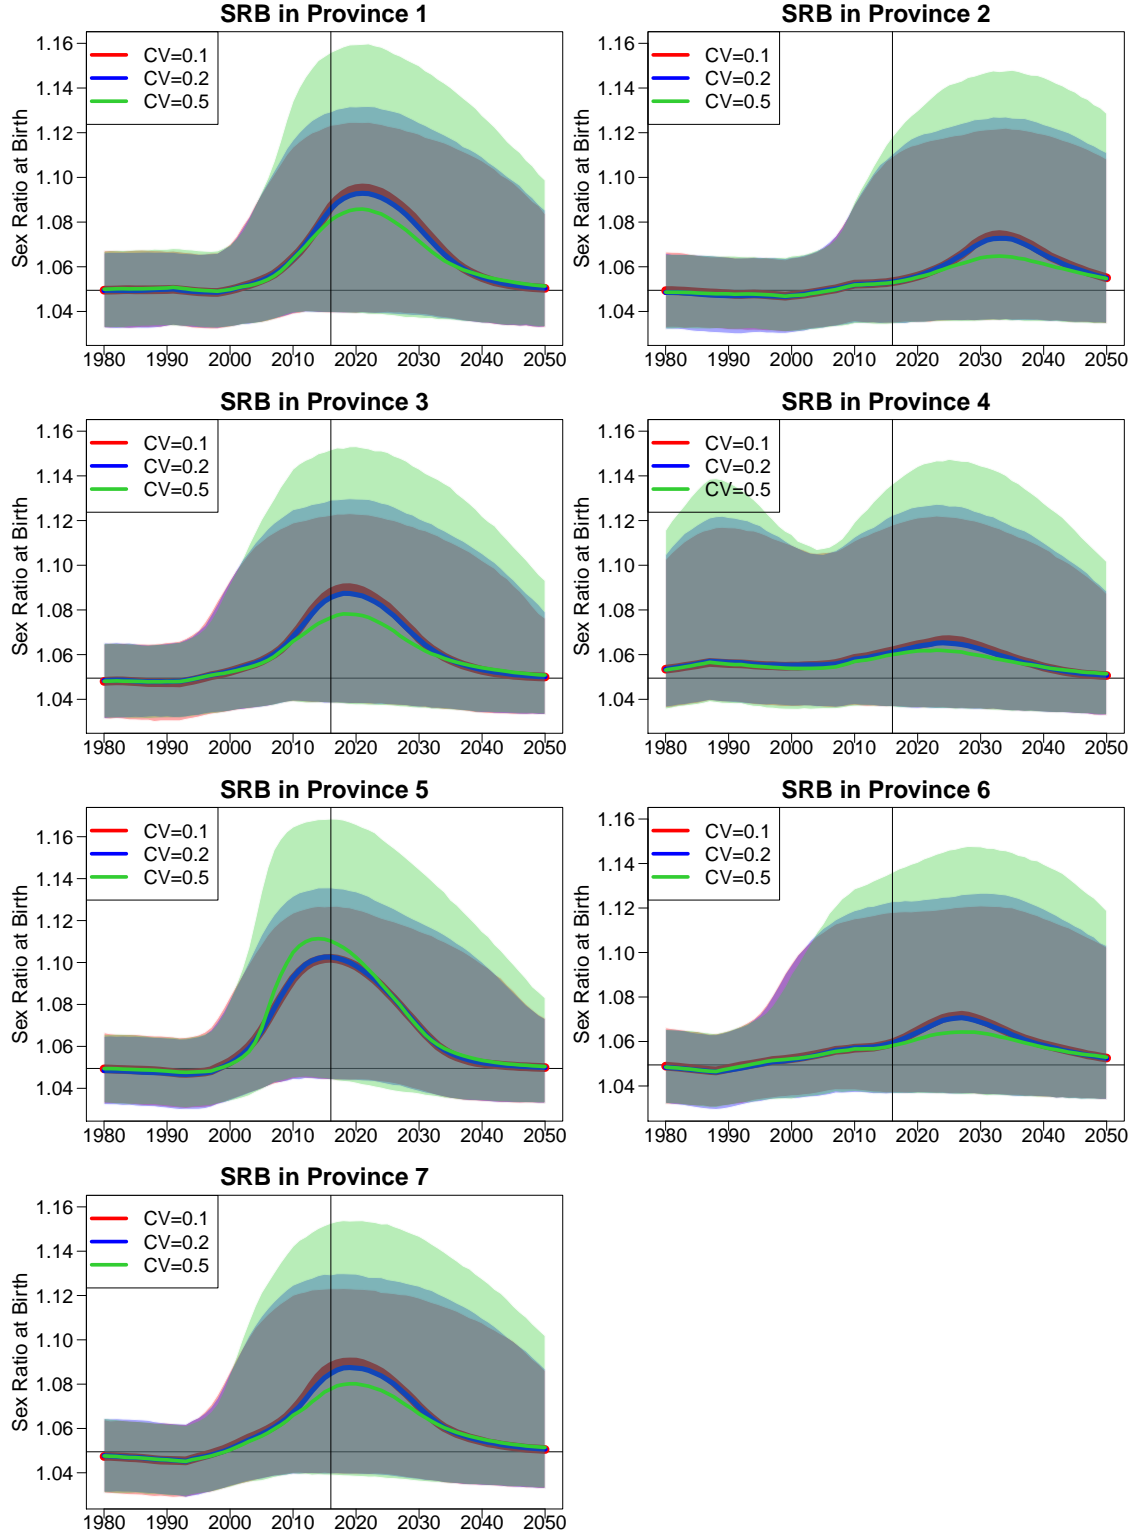 SRB in Province 1
Sex Ratio at Birth
1.16
1.14
1.12
1.10
1.08
1.06
1.04
CV=0.1
CV=0.2
CV=0.5
1980 1990 2000 2010 2020 2030 2040 2050
SRB in Province 2
Sex Ratio at Birth
1.16
1.14
1.12
1.10
1.08
1.06
1.04
CV=0.1
CV=0.2
CV=0.5
1980 1990 2000 2010 2020 2030 2040 2050
SRB in Province 3
Sex Ratio at Birth
1.16
1.14
1.12
1.10
1.08
1.06
1.04
CV=0.1
CV=0.2
CV=0.5
1980 1990 2000 2010 2020 2030 2040 2050
SRB in Province 4
Sex Ratio at Birth
1.16
1.14
1.12
1.10
1.08
1.06
1.04
CV=0.1
CV=0.2
CV=0.5
1980 1990 2000 2010 2020 2030 2040 2050
SRB in Province 5
Sex Ratio at Birth
1.16
1.14
1.12
1.10
1.08
1.06
1.04
CV=0.1
CV=0.2
CV=0.5
1980 1990 2000 2010 2020 2030 2040 2050
SRB in Province 6
Sex Ratio at Birth
1.16
1.14
1.12
1.10
1.08
1.06
1.04
CV=0.1
CV=0.2
CV=0.5
1980 1990 2000 2010 2020 2030 2040 2050
SRB in Province 7
Sex Ratio at Birth
1.16
1.14
1.12
1.10
1.08
1.06
1.04
CV=0.1
CV=0.2
CV=0.5
1980 1990 2000 2010 2020 2030 2040 2050